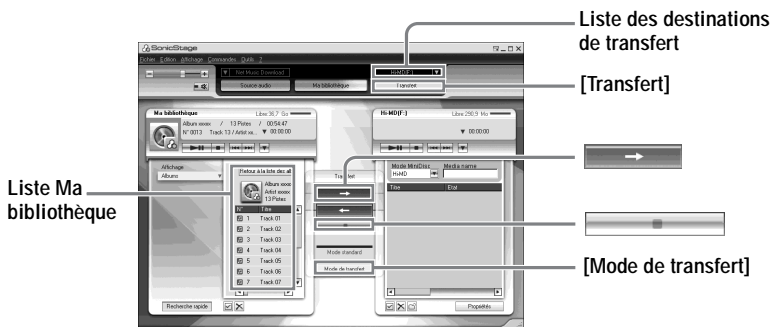 Liste des destinations
de transfert
SonicStage
Fichier Edition Affichage Commandes Outils ?
Net Music Download
Hi-MD(F:)
Source audio
Ma bibliothèque
Transfert
[Transfert]
Ma bibliothèque
Libre 36,7 Go
Album xxxxx / 13 Pistes / 00:54:47
N° 0013 Track 13 / Artist xx... 00:00:00
Hi-MD(F:)
Libre 290,9 Mo
00:00:00
Affichage
Albums
Retour à la liste des alb
Album xxxx
Artist xxxxx
13 Pistes
N° Titre
1 Track 01
2 Track 02
3 Track 03
4 Track 04
5 Track 05
6 Track 06
7 Track 07
Transfert
Mode standard
Mode de transfert
Mode MiniDisc
Hi-MD
Media name
Titre
Etat
Liste Ma
bibliothèque
[Mode de transfert]
Recherche rapide
Propriétés